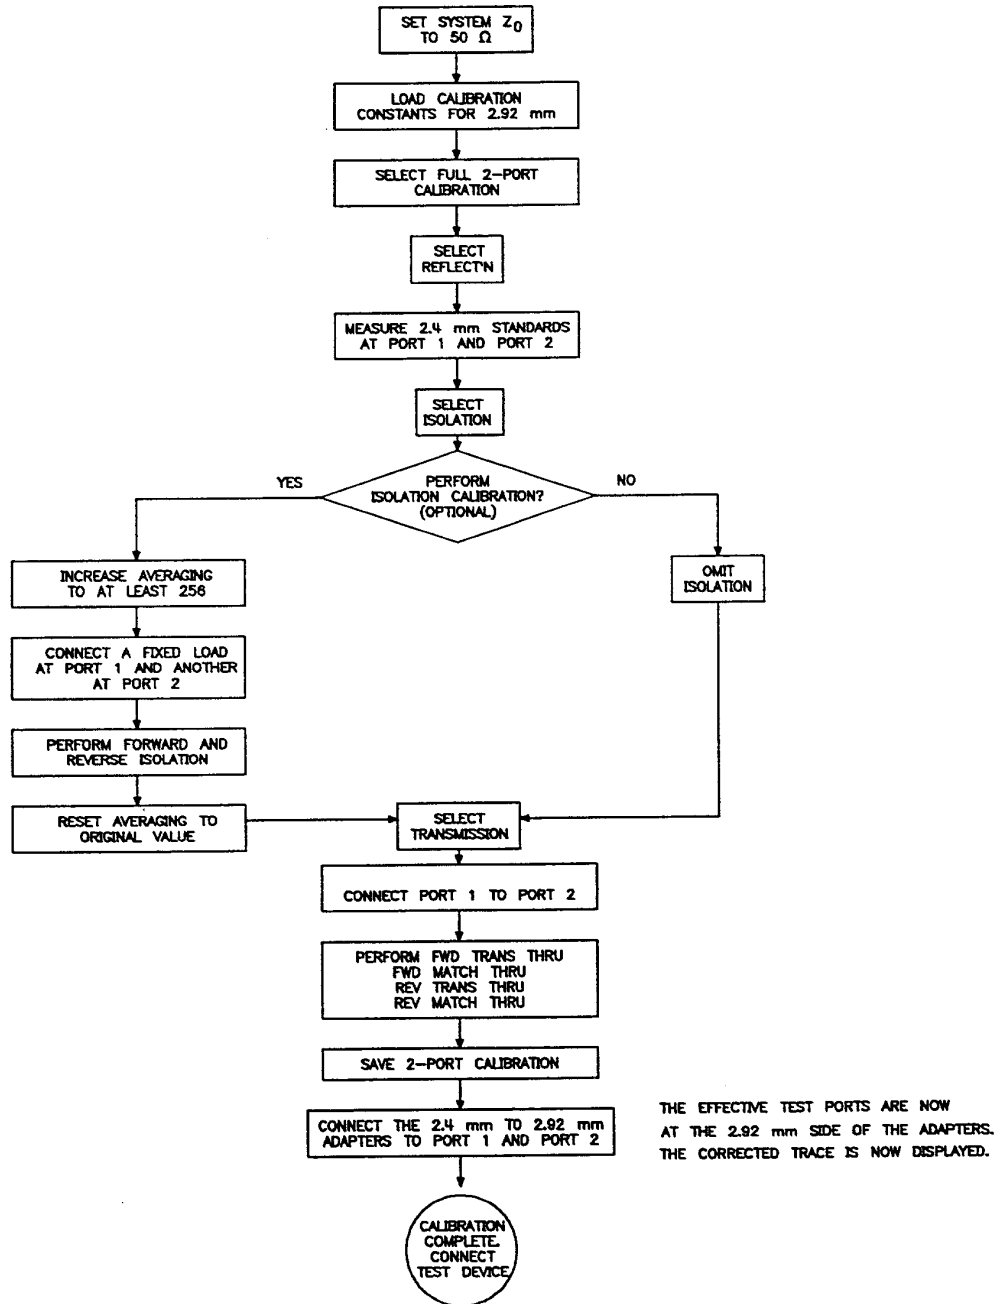 SET SYSTEM Z0
TO 50 Ω
LOAD CALIBRATION
CONSTANTS FOR 2.92 mm
SELECT FULL 2-PORT
CALIBRATION
SELECT
REFLECT'N
MEASURE 2.4 mm STANDARDS
AT PORT 1 AND PORT 2
SELECT
ISOLATION
PERFORM
ISOLATION CALIBRATION?
(OPTIONAL)
YES
NO
INCREASE AVERAGING
TO AT LEAST 256
OMIT
ISOLATION
CONNECT A FIXED LOAD
AT PORT 1 AND ANOTHER
AT PORT 2
PERFORM FORWARD AND
REVERSE ISOLATION
RESET AVERAGING TO
ORIGINAL VALUE
SELECT
TRANSMISSION
CONNECT PORT 1 TO PORT 2
PERFORM FWD TRANS THRU
FWD MATCH THRU
REV TRANS THRU
REV MATCH THRU
SAVE 2-PORT CALIBRATION
CONNECT THE 2.4 mm TO 2.92 mm
ADAPTERS TO PORT 1 AND PORT 2
THE EFFECTIVE TEST PORTS ARE NOW
AT THE 2.92 mm SIDE OF THE ADAPTERS.
THE CORRECTED TRACE IS NOW DISPLAYED.
CALIBRATION
COMPLETE.
CONNECT
TEST DEVICE